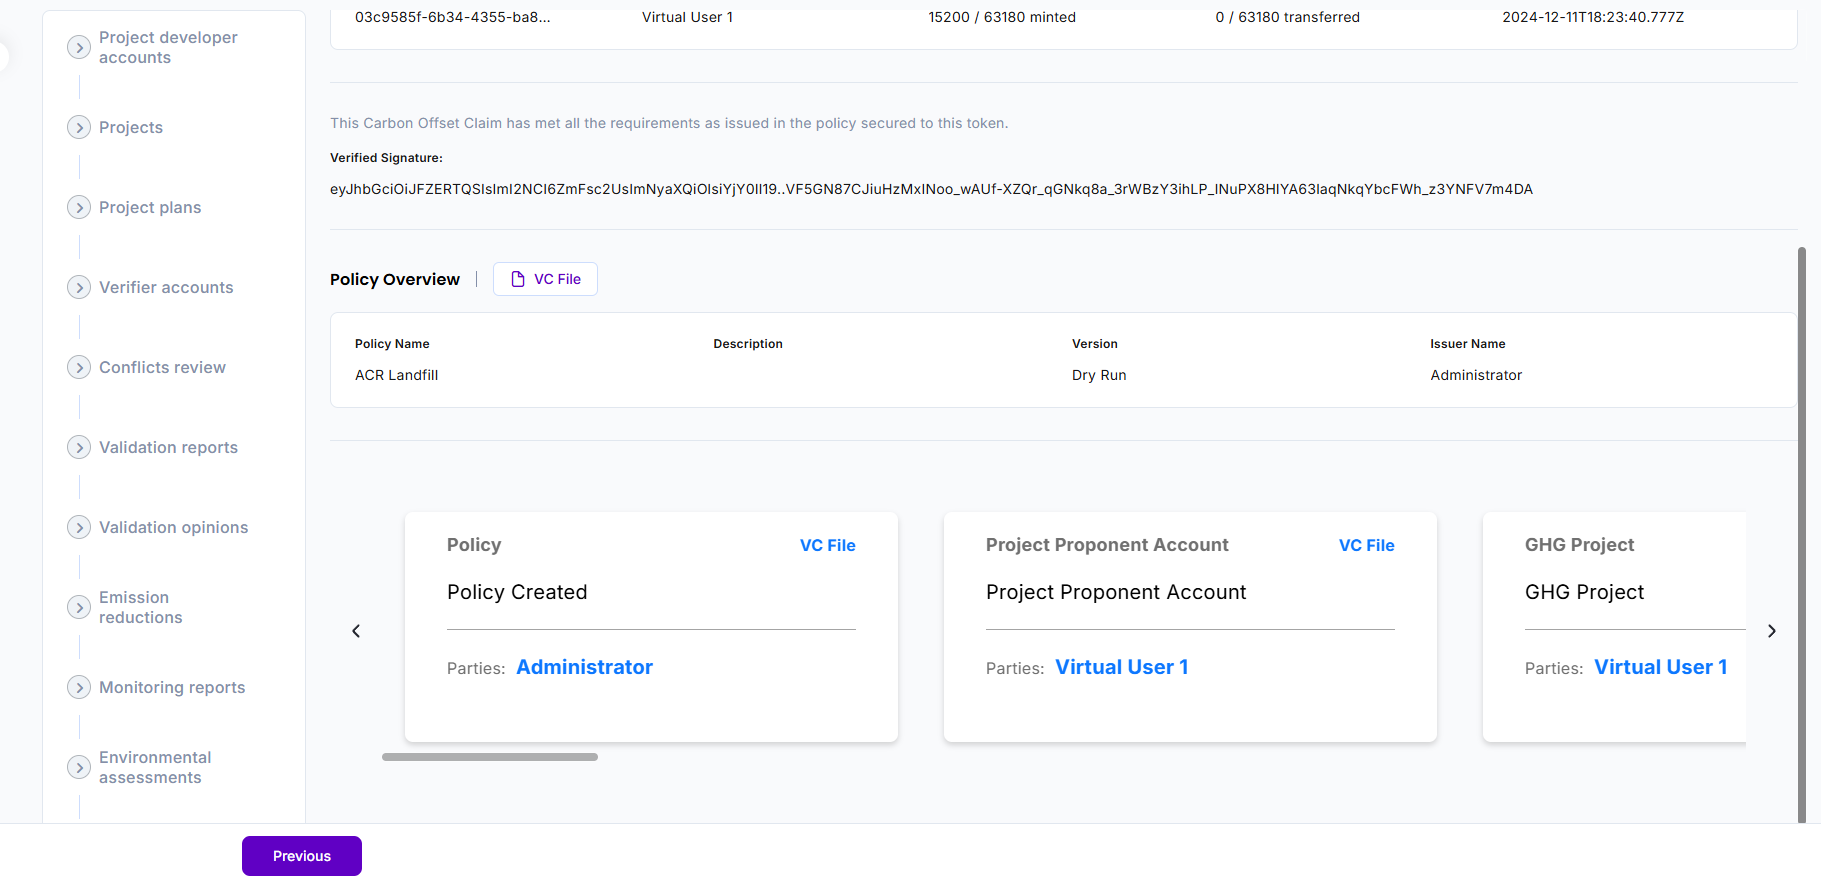 Project developer
accounts
Projects
Project plans
Verifier accounts
Conflicts review
Validation reports
Validation opinions
Emission
reductions
Monitoring reports
Environmental
assessments
03c9585f-6b34-4355-ba8...
Virtual User 1
15200 / 63180 minted
0 / 63180 transferred
2024-12-11T18:23:40.777Z
This Carbon Offset Claim has met all the requirements as issued in the policy secured to this token.
Verified Signature:
eyJhbGciOiJFZERTQSIsImI2NCI6ZmFsc2UsImNyaXQiOlsiYjY0Il19..VF5GN87CJiuHzMxINoo_wAUf-XZQr_qGNkq8a_3rWBzY3ihLP_INuPX8HIYA63laqNkqYbcFWh_z3YNFV7m4DA
Policy Overview
VC File
Policy Name
Description
Version
Issuer Name
ACR Landfill
Dry Run
Administrator
Policy
VC File
Policy Created
Parties: Administrator
Project Proponent Account
VC File
Project Proponent Account
Parties: Virtual User 1
GHG Project
GHG Project
Parties: Virtual User 1
Previous